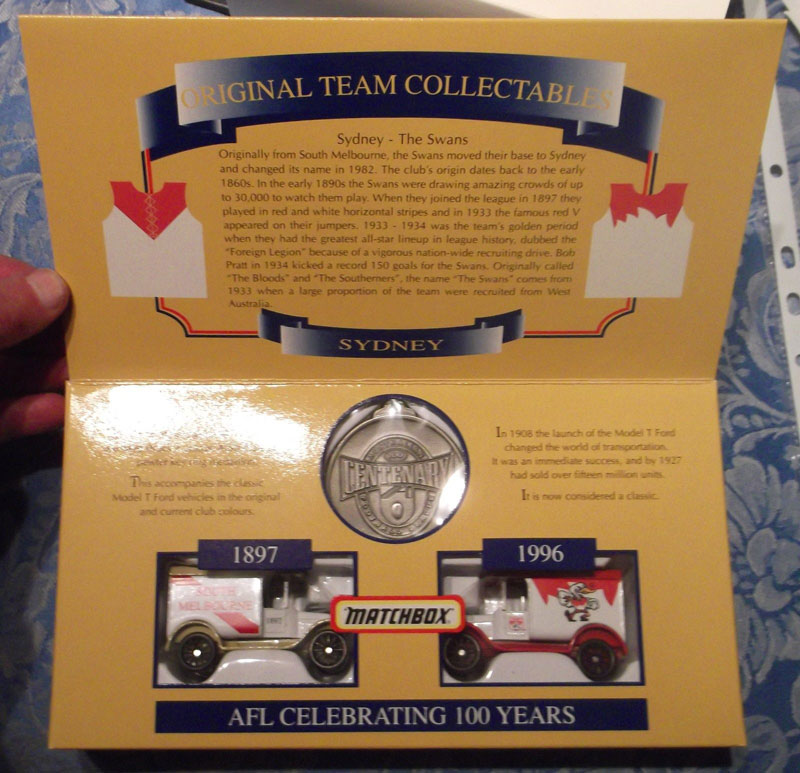 ORIGINAL TEAM COLLECTABLES
Sydney - The Swans
Originally from South Melbourne, the Swans moved their base to Sydney
and changed its name in 1982. The club's origin dates back to the early
1860s. In the early 1890s the Swans were drawing amazing crowds of up
to 30,000 to watch them play. When they joined the league in 1897 they
played in red and white horizontal stripes and in 1933 the famous red V
appeared on their jumpers. 1933 - 1934 was the team's golden period
when they had the greatest all-star lineup in league history, dubbed the
"Foreign Legion" because of a vigorous nation-wide recruiting drive. Bob
Pratt in 1934 kicked a record 150 goals for the Swans. Originally called
"The Bloods" and "The Southerners", the name "The Swans" comes from
1933 when a large proportion of the team were recruited from West
Australia.
SYDNEY
This accompanies the classic
Model T Ford vehicles in the original
and current club colours.
CENTENARY
In 1908 the launch of the Model T Ford
changed the world of transportation.
It was an immediate success, and by 1927
had sold over fifteen million units.
It is now considered a classic.
1897
1996
SOUTH
MELBOURNE
1897
MATCHBOX
AFL CELEBRATING 100 YEARS